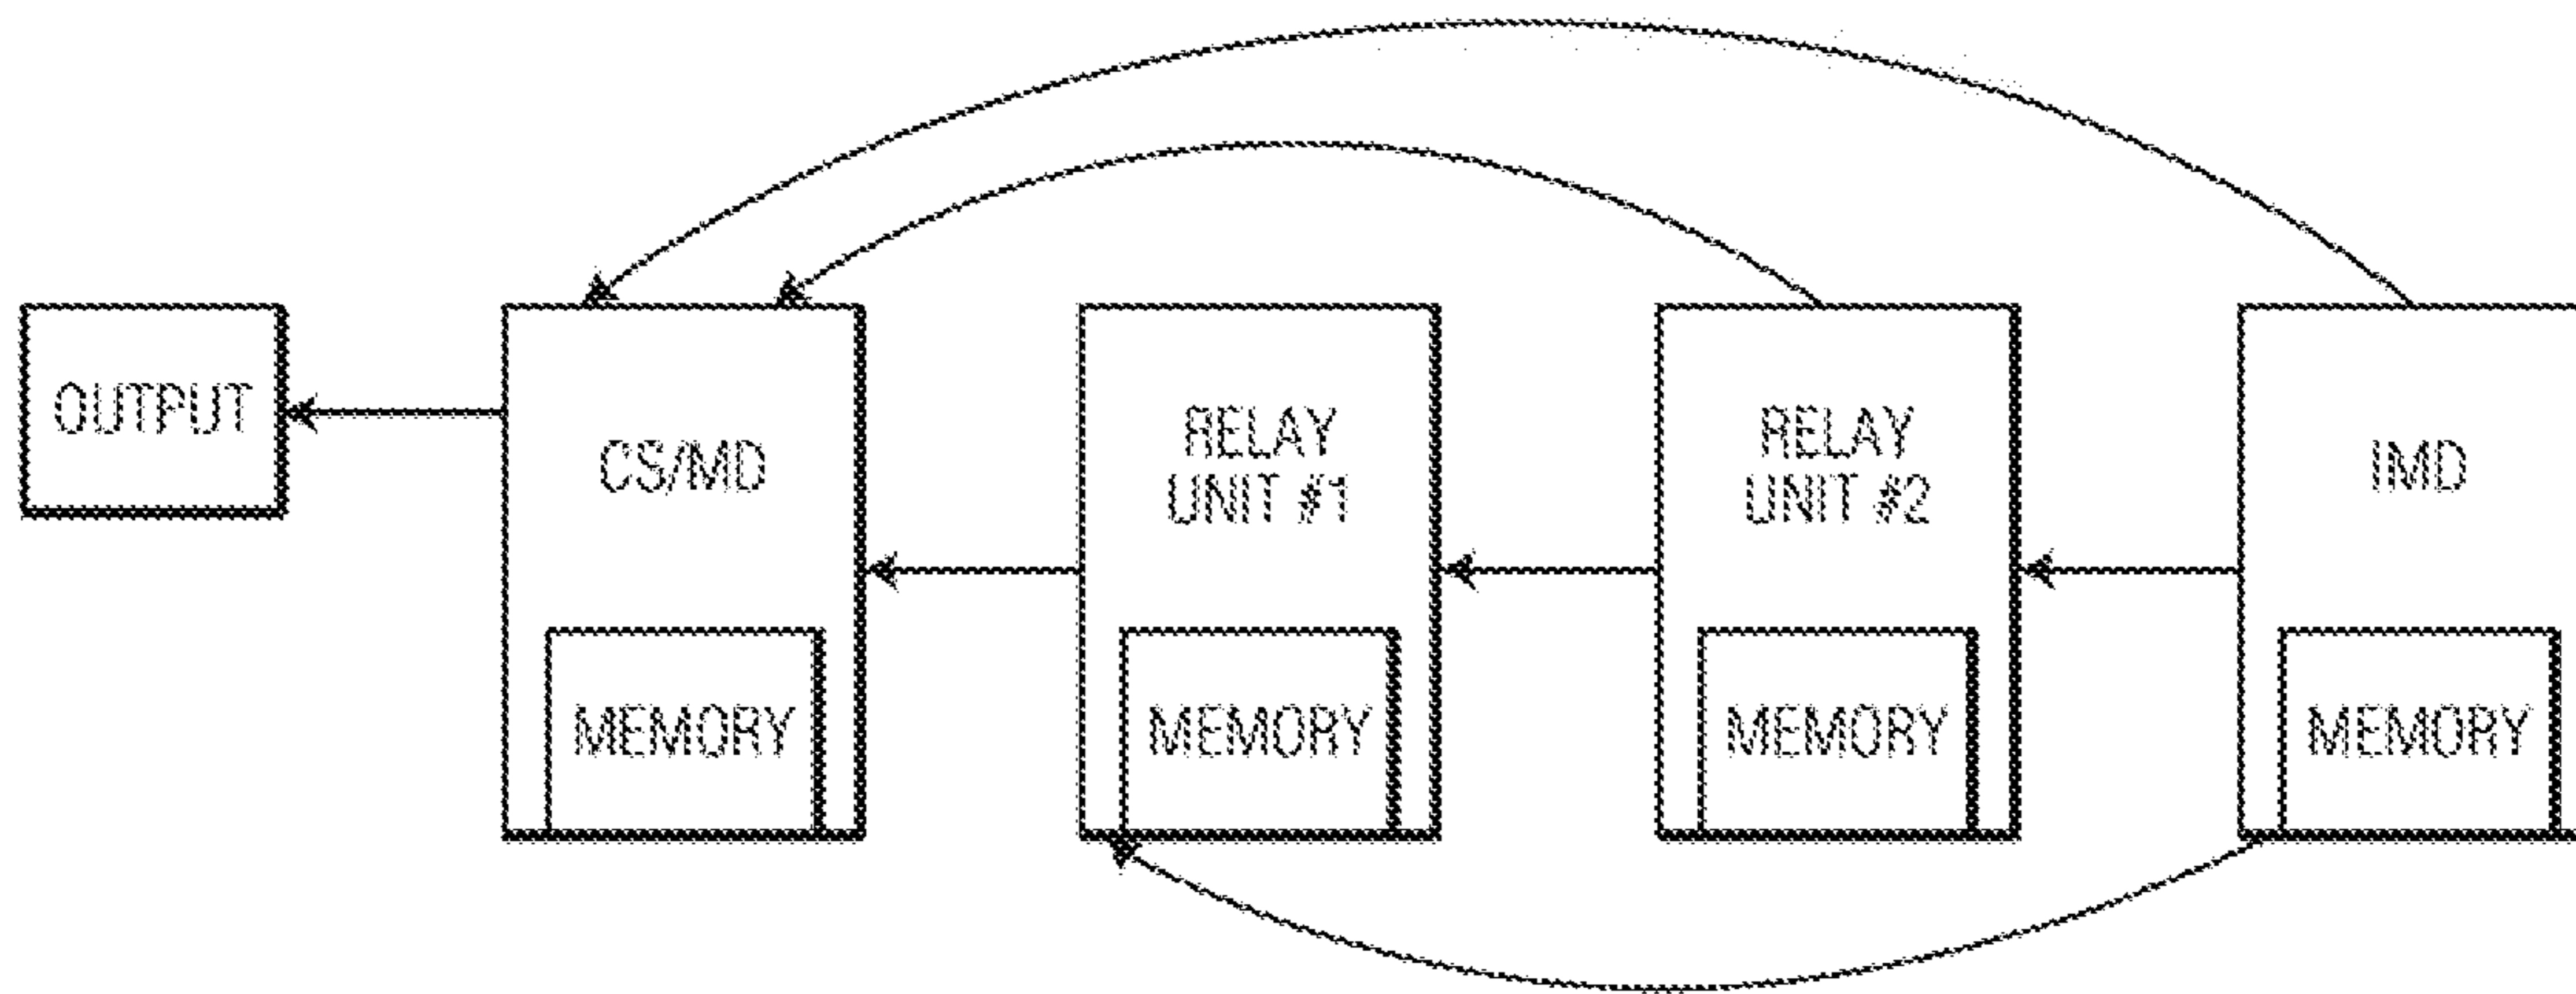 OUTPUT
CS/MD
MEMORY
RELAY
UNIT #1
MEMORY
RELAY
UNIT #2
MEMORY
IMD
MEMORY